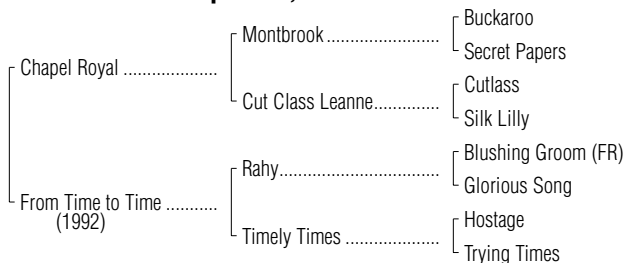 Buckaroo
Montbrook ........................
Secret Papers
Chapel Royal ....................
Cutlass
Cut Class Leanne..............
Silk Lilly
Blushing Groom (FR)
Rahy..................................
Glorious Song
From Time to Time ...........
(1992)
Hostage
Timely Times ....................
Trying Times